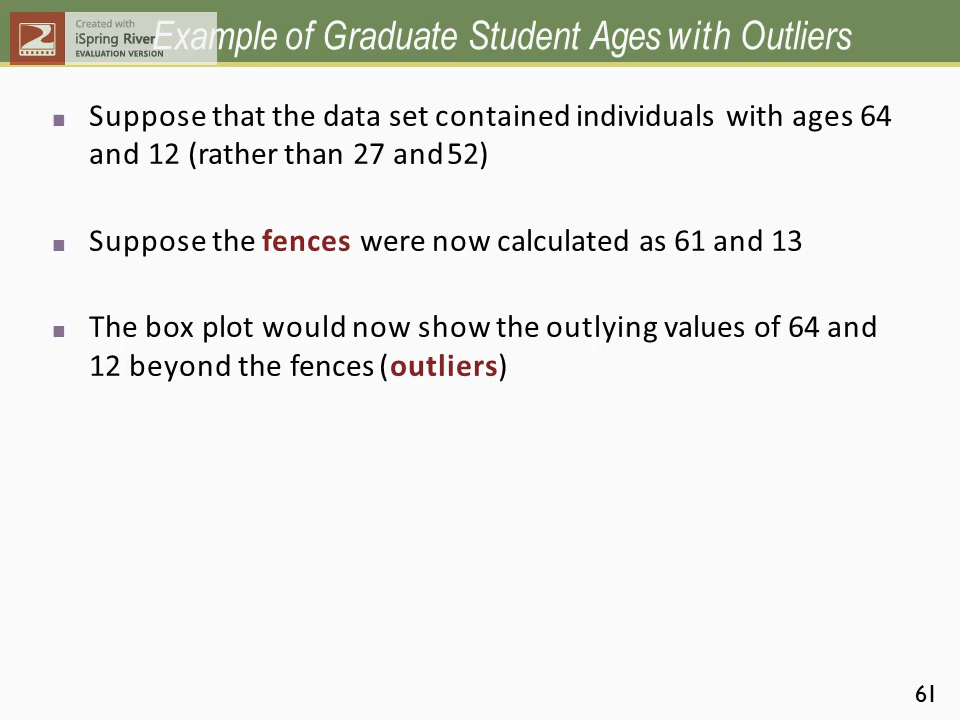 Created with
iSpring River
EVALUATION VERSION
Example of Graduate Student Ages with Outliers
Suppose that the data set contained individuals with ages 64
and 12 (rather than 27 and 52)
Suppose the fences were now calculated as 61 and 13
The box plot would now show the outlying values of 64 and
12 beyond the fences (outliers)
61